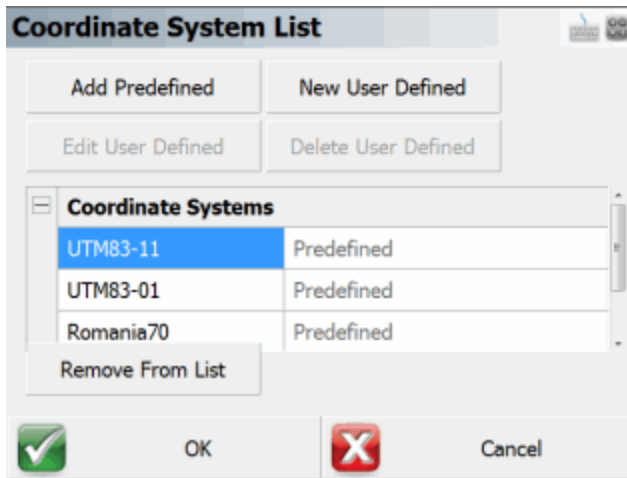 Coordinate System List
Add Predefined New User Defined
Edit User Defined Delete User Defined
Coordinate Systems
UTM83-11 Predefined
UTM83-01 Predefined
Romania70 Predefined
Remove From List
OK Cancel